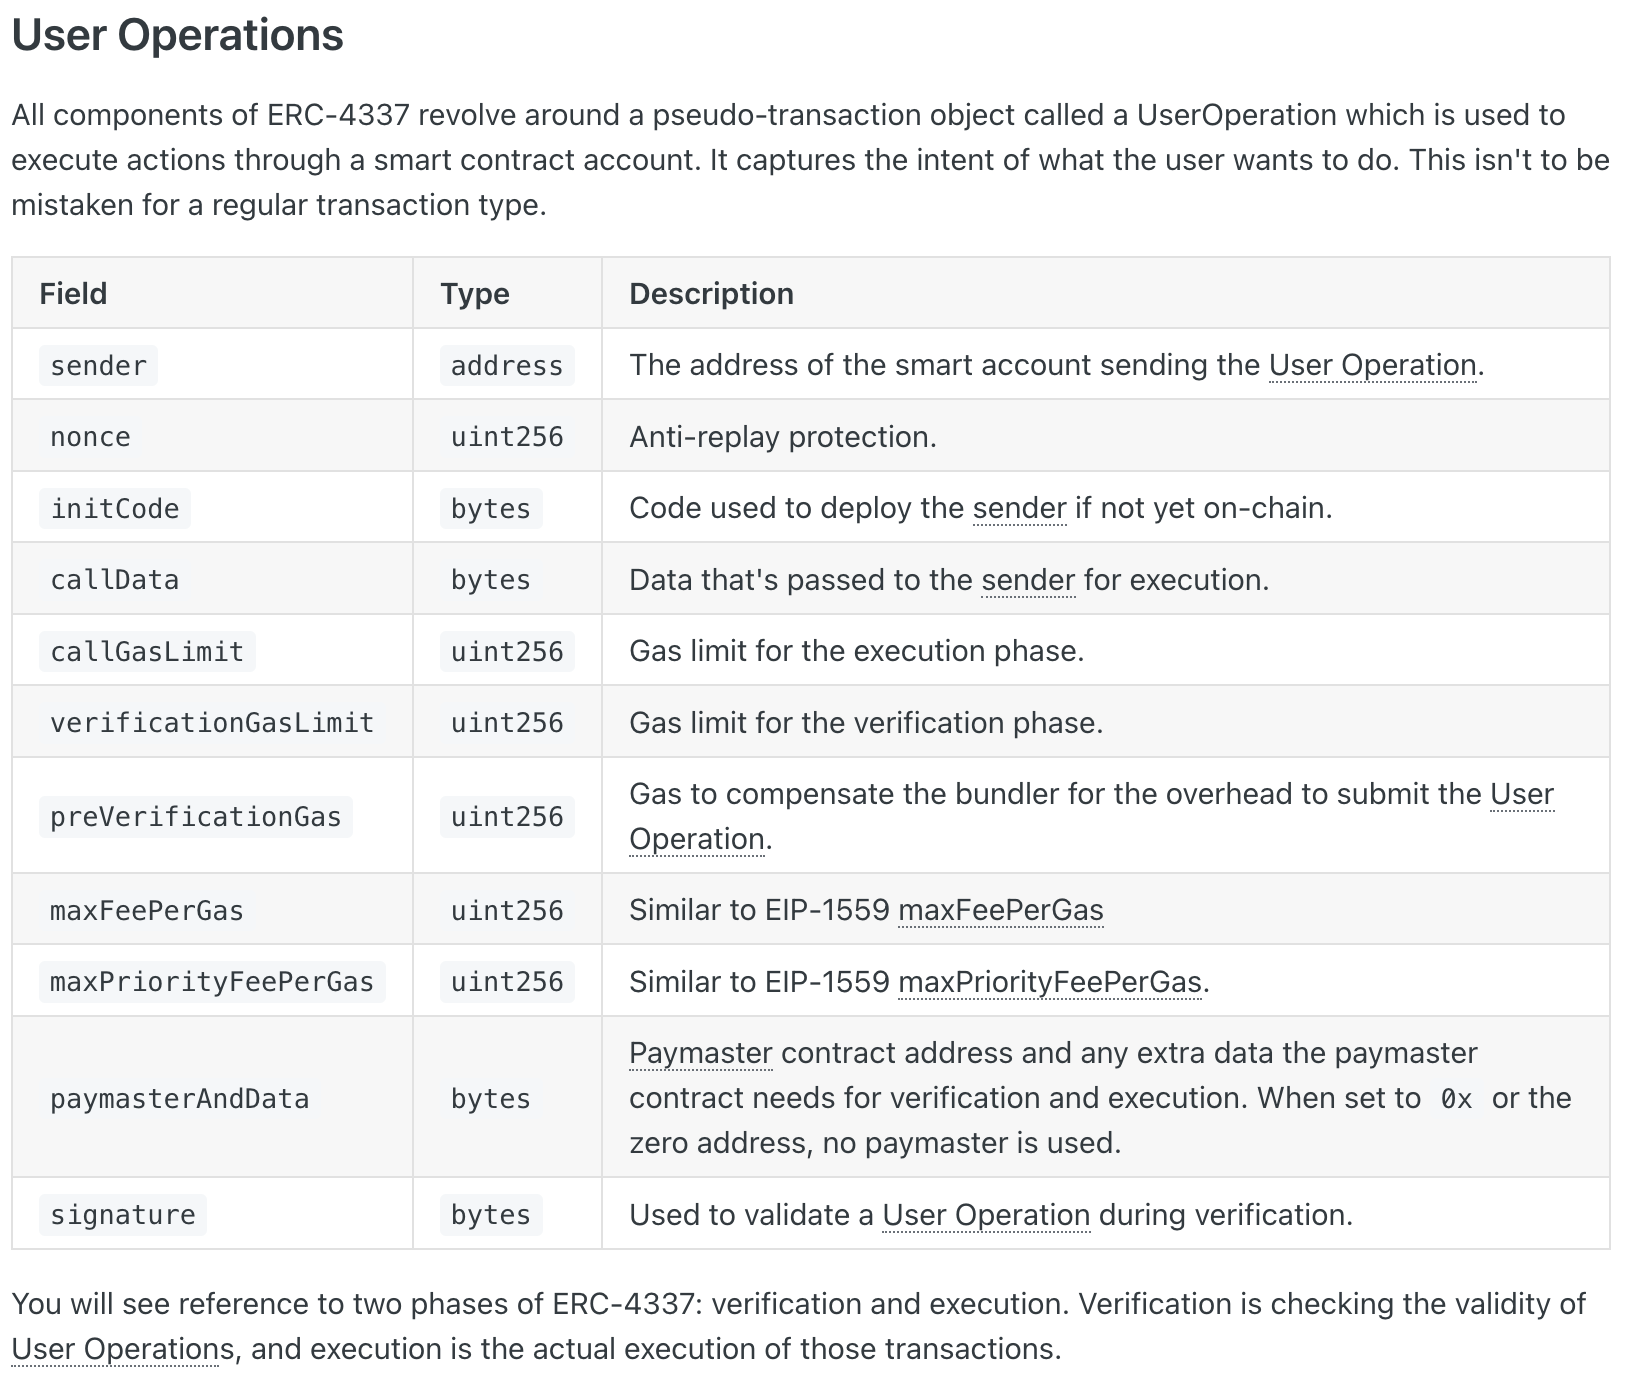 User Operations
All components of ERC-4337 revolve around a pseudo-transaction object called a UserOperation which is used to
execute actions through a smart contract account. It captures the intent of what the user wants to do. This isn't to be
mistaken for a regular transaction type.
Field Type Description
sender address The address of the smart account sending the User Operation.
nonce uint256 Anti-replay protection.
initCode bytes Code used to deploy the sender if not yet on-chain.
callData bytes Data that's passed to the sender for execution.
callGasLimit uint256 Gas limit for the execution phase.
verificationGasLimit uint256 Gas limit for the verification phase.
preVerificationGas uint256 Gas to compensate the bundler for the overhead to submit the User
Operation.
maxFeePerGas uint256 Similar to EIP-1559 maxFeePerGas
maxPriorityFeePerGas uint256 Similar to EIP-1559 maxPriorityFeePerGas.
paymasterAndData bytes Paymaster contract address and any extra data the paymaster
contract needs for verification and execution. When set to 0x or the
zero address, no paymaster is used.
signature bytes Used to validate a User Operation during verification.
You will see reference to two phases of ERC-4337: verification and execution. Verification is checking the validity of
User Operations, and execution is the actual execution of those transactions.